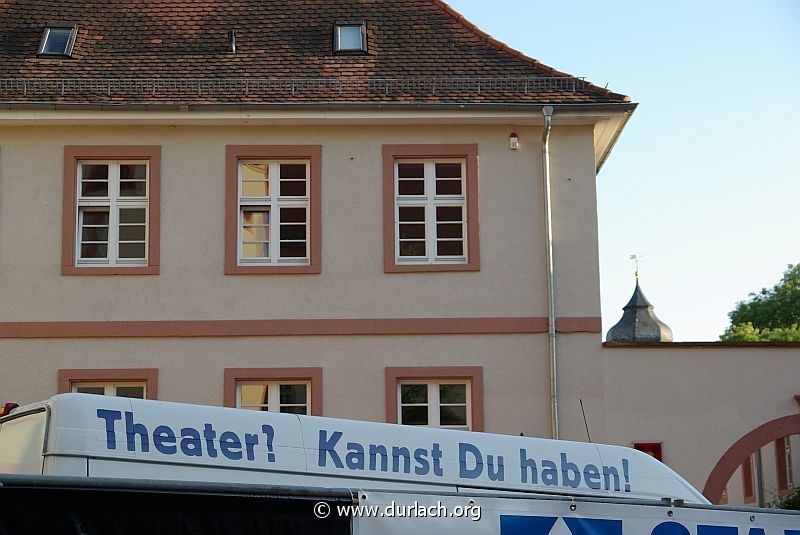 Theater? Kannst Du haben!
© www.durlach.org